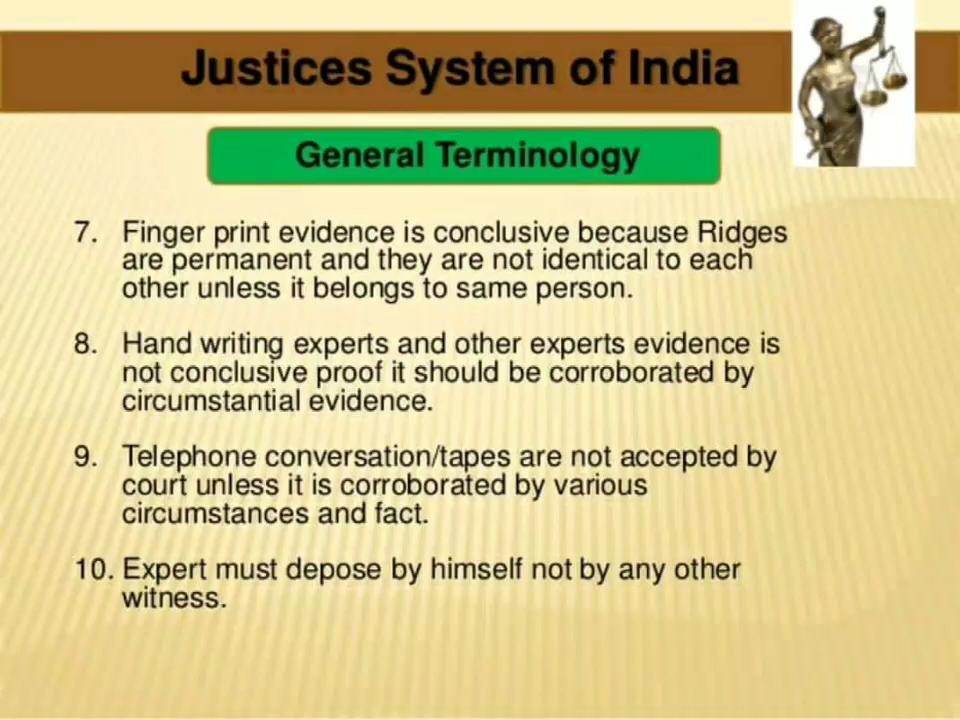 Justices System of India
General Terminology
7. Finger print evidence is conclusive because Ridges
are permanent and they are not identical to each
other unless it belongs to same person.
8. Hand writing experts and other experts evidence is
not conclusive proof it should be corroborated by
circumstantial evidence.
9. Telephone conversation/tapes are not accepted by
court unless it is corroborated by various
circumstances and fact.
10. Expert must depose by himself not by any other
witness.